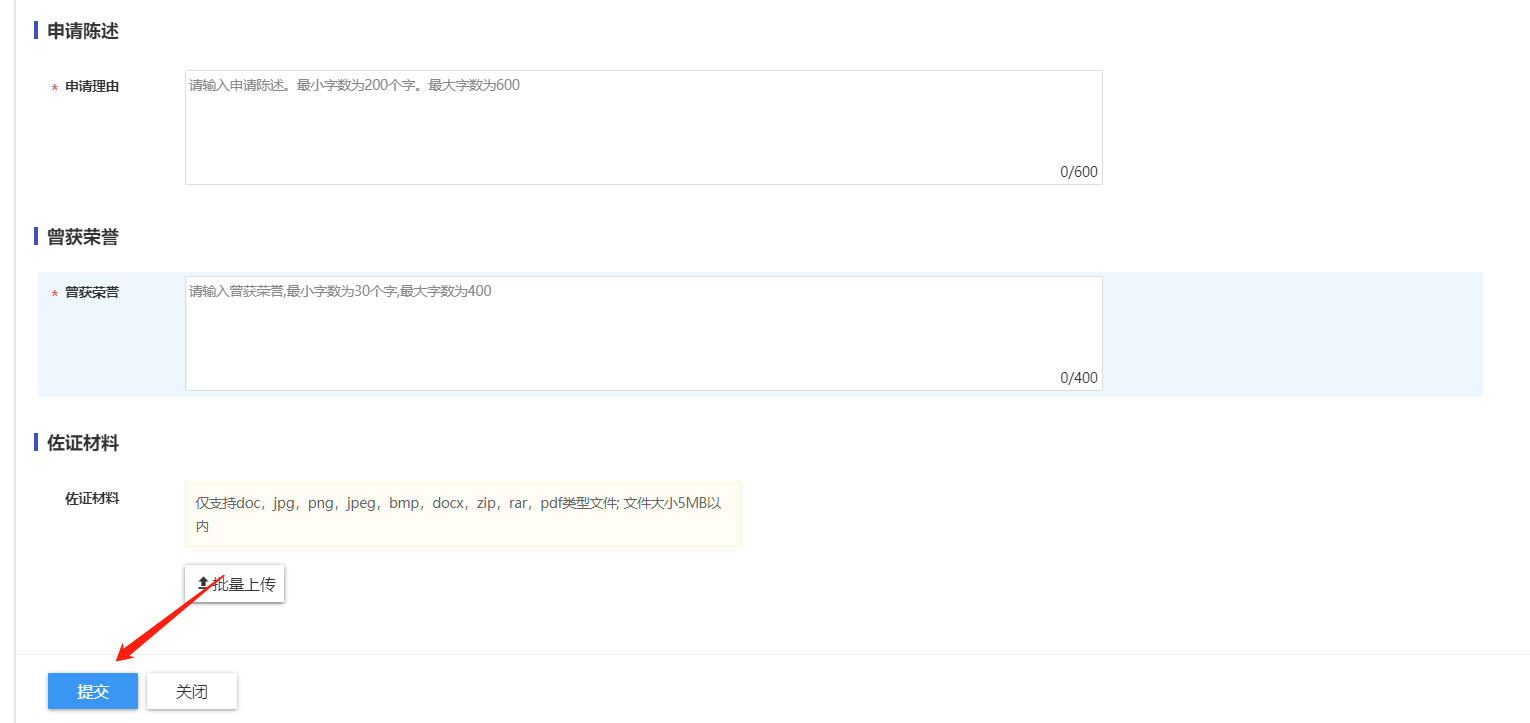 申请陈述
* 申请理由
请输入申请陈述。最小字数为200个字。最大字数为600
0/600
曾获荣誉
* 曾获荣誉
请输入曾获荣誉,最小字数为30个字,最大字数为400
0/400
佐证材料
佐证材料
仅支持doc，jpg，png，jpeg，bmp，docx，zip，rar，pdf类型文件; 文件大小5MB以
内
批量上传
提交
关闭